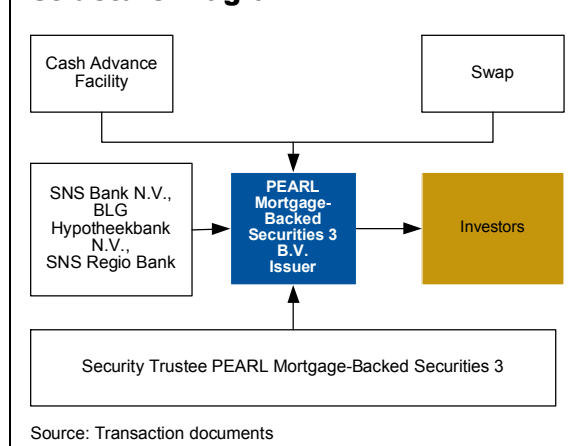 Cash Advance
Facility
Swap
SNS Bank N.V.,
BLG
Hypotheekbank
N.V.,
SNS Regio Bank
PEARL
Mortgage-
Backed
Securities 3
B.V.
Issuer
Investors
Security Trustee PEARL Mortgage-Backed Securities 3
Source: Transaction documents